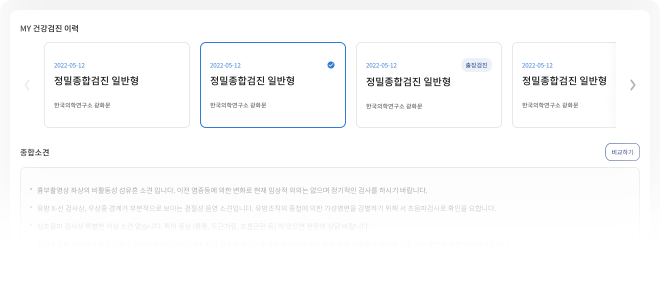 MY 건강검진 이력
2022-05-12
정밀종합검진 일반형
한국의학연구소 광화문
2022-05-12
정밀종합검진 일반형
한국의학연구소 광화문
2022-05-12
출장검진
정밀종합검진 일반형
한국의학연구소 광화문
2022-05-12
정밀종합검진 일반형
한국의학연구소 광화문
종합소견
비교하기
흉부촬영상 좌상의 비활동성 섬유흔 소견 입니다. 이전 염증등에 의한 변화로 현재 임상적 의의는 없으며 정기적인 검사를 하시기 바랍니다.
유방 X-선 검사상, 우상층 경계가 부분적으로 보이는 결절성 음영 소견입니다. 유방조직의 중첩에 의한 가성병변을 감별하기 위해 서 초음파검사로 확인을 요합니다.